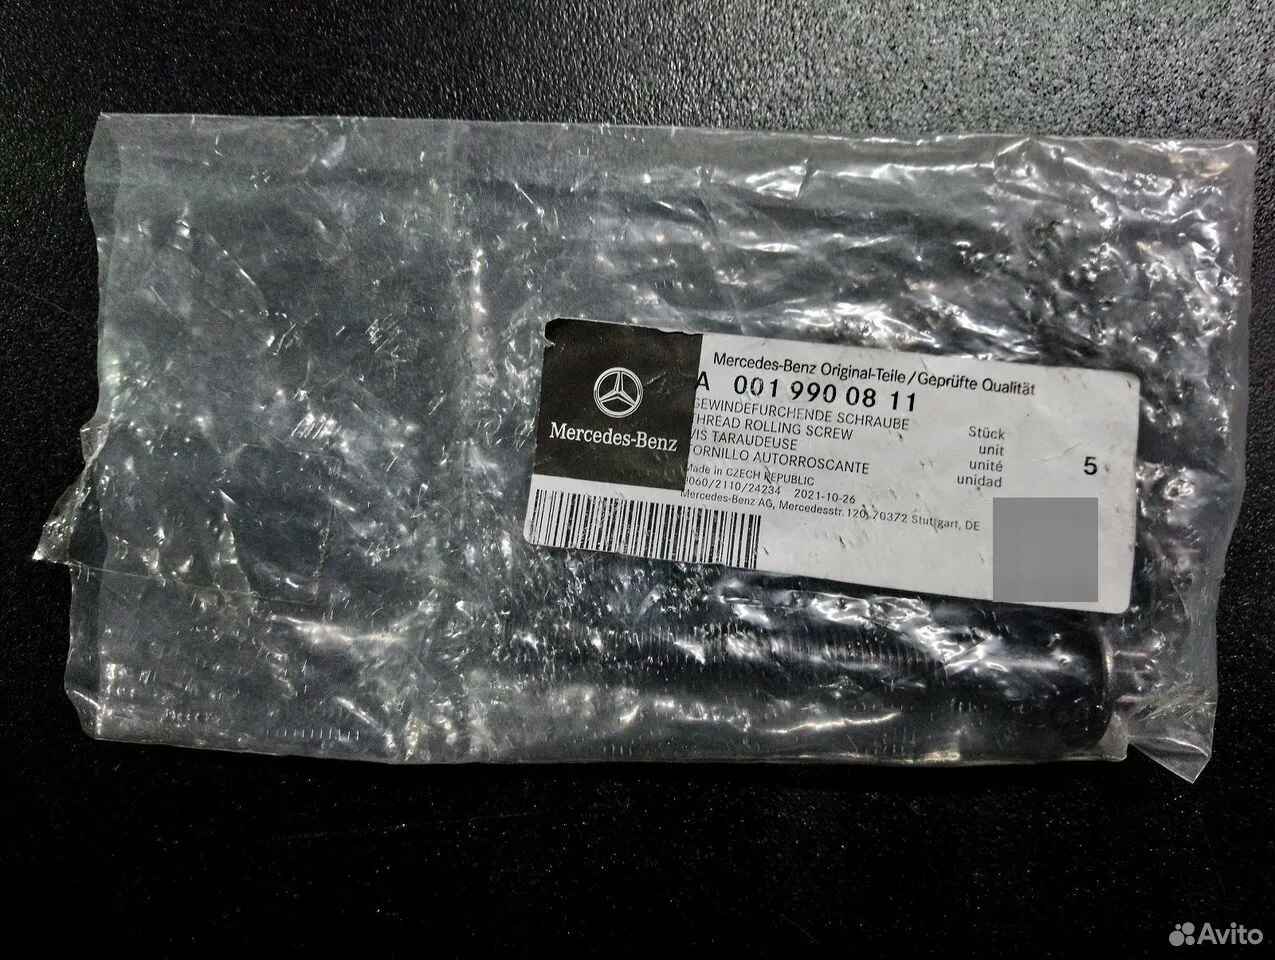 Mercedes-Benz Original-Teile/Geprüfte Qualität
A 001 990 08 11
GEWINDEFURCHENDE SCHRAUBE
THREAD ROLLING SCREW
VIS TARAUDEUSE
TORNILLO AUTORROSCANTE
Stück
unit
unité
unidad
5
Made in CZECH REPUBLIC
0060/2110/24234 2021-10-26
Mercedes-Benz AG, Mercedesstr.120, 70372 Stuttgart, DE
Mercedes-Benz
Avito